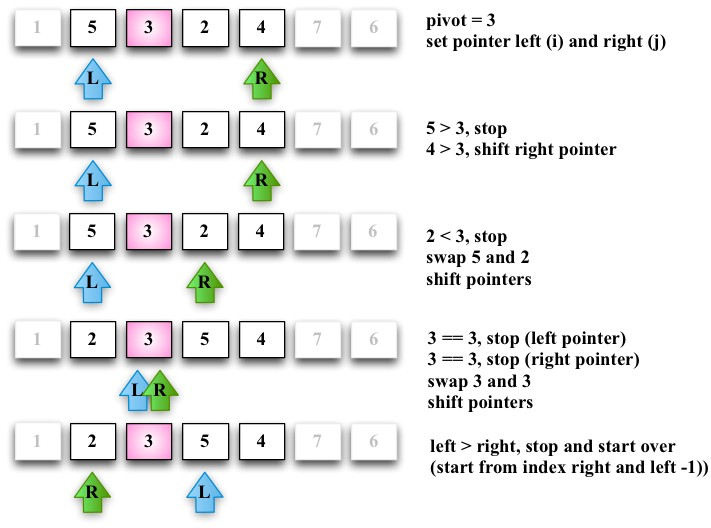 1 5 3 2 4 7 6
pivot = 3
set pointer left (i) and right (j)
L R
1 5 3 2 4 7 6
5 > 3, stop
4 > 3, shift right pointer
L R
1 5 3 2 4 7 6
2 < 3, stop
swap 5 and 2
shift pointers
L R
1 2 3 5 4 7 6
3 == 3, stop (left pointer)
3 == 3, stop (right pointer)
swap 3 and 3
shift pointers
L R
1 2 3 5 4 7 6
left > right, stop and start over
(start from index right and left -1))
R L